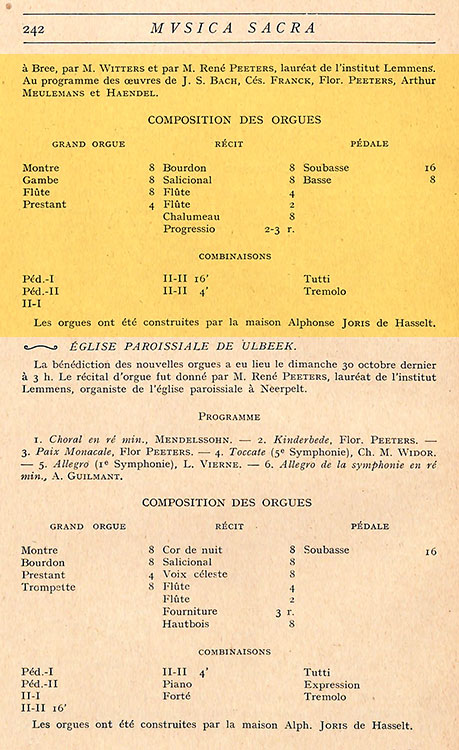 242 MVSICA SACRA
à Bree, par M. WITTERS et par M. René PEETERS, lauréat de l'institut Lemmens.
Au programme des œuvres de J. S. BACH, Cés. FRANCK, Flor. PEETERS, Arthur
MEULEMANS et HAENDEL.
COMPOSITION DES ORGUES
GRAND ORGUE RÉCIT PÉDALE
Montre 8 Bourdon 8 Soubasse 16
Gambe 8 Salicional 8 Basse 8
Flûte 8 Flûte 4
Prestant 4 Flûte 2
Chalumeau 8
Progressio 2-3 r.
COMBINAISONS
Péd.-I II-II 16' Tutti
Péd.-II II-II 4' Tremolo
II-I
Les orgues ont été construites par la maison Alphonse JORIS de Hasselt.
ÉGLISE PAROISSIALE DE ULBEEK.
La bénédiction des nouvelles orgues a eu lieu le dimanche 30 octobre dernier
à 3 h. Le récital d'orgue fut donné par M. René PEETERS, lauréat de l'institut
Lemmens, organiste de l'église paroissiale à Neerpelt.
PROGRAMME
1. Choral en ré min., MENDELSSOHN. — 2. Kinderbede, Flor. PEETERS. —
3. Paix Monacale, Flor PEETERS. — 4. Toccate (5e Symphonie), Ch. M. WIDOR.
— 5. Allegro (1e Symphonie), L. VIERNE. — 6. Allegro de la symphonie en ré
min., A. GUILMANT.
COMPOSITION DES ORGUES
GRAND ORGUE RÉCIT PÉDALE
Montre 8 Cor de nuit 8 Soubasse 16
Bourdon 8 Salicional 8
Prestant 4 Voix céleste 8
Trompette 8 Flûte 4
Flûte 2
Fourniture 3 r.
Hautbois 8
COMBINAISONS
Péd.-I II-II 4' Tutti
Péd.-II Piano Expression
II-I Forté Tremolo
II-II 16'
Les orgues ont été construites par la maison Alph. JORIS de Hasselt.